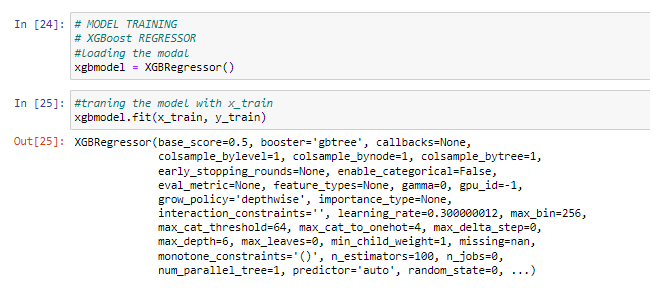 In [24]: # MODEL TRAINING
# XGBoost REGRESSOR
#loading the modal
xgbmodel = XGBRegressor()
In [25]: #traning the model with x_train
xgbmodel.fit(x_train, y_train)
Out[25]: XGBRegressor(base_score=0.5, booster='gbtree', callbacks=None,
colsample_bylevel=1, colsample_bynode=1, colsample_bytree=1,
early_stopping_rounds=None, enable_categorical=False,
eval_metric=None, feature_types=None, gamma=0, gpu_id=-1,
grow_policy='depthwise', importance_type=None,
interaction_constraints='', learning_rate=0.300000012, max_bin=256,
max_cat_threshold=64, max_cat_to_onehot=4, max_delta_step=0,
max_depth=6, max_leaves=0, min_child_weight=1, missing=nan,
monotone_constraints='()', n_estimators=100, n_jobs=0,
num_parallel_tree=1, predictor='auto', random_state=0, ...)